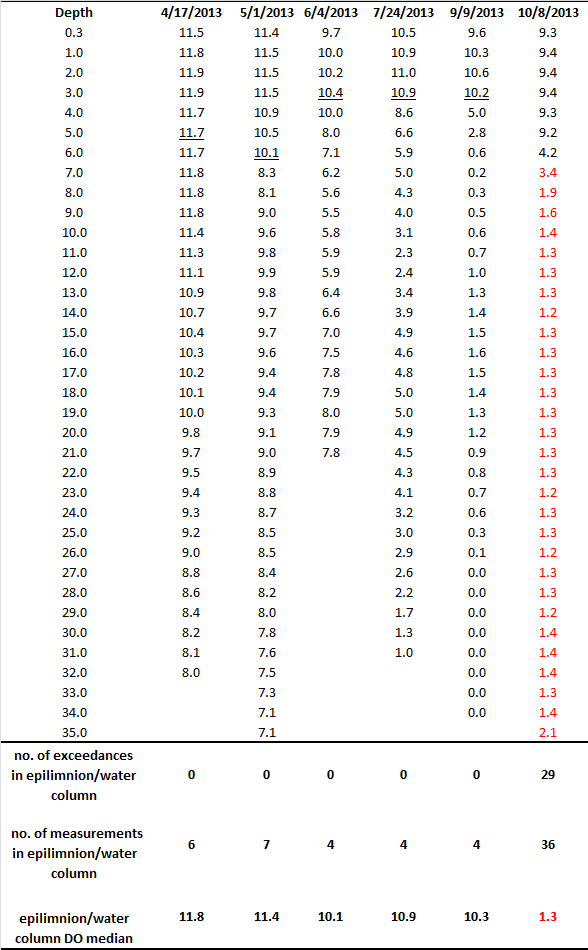 Depth 4/17/2013 5/1/2013 6/4/2013 7/24/2013 9/9/2013 10/8/2013
0.3 11.5 11.4 9.7 10.5 9.6 9.3
1.0 11.8 11.5 10.0 10.9 10.3 9.4
2.0 11.9 11.5 10.2 11.0 10.6 9.4
3.0 11.9 11.5 10.4 10.9 10.2 9.4
4.0 11.7 10.9 10.0 8.6 5.0 9.3
5.0 11.7 10.5 8.0 6.6 2.8 9.2
6.0 11.7 10.1 7.1 5.9 0.6 4.2
7.0 11.8 8.3 6.2 5.0 0.2 3.4
8.0 11.8 8.1 5.6 4.3 0.3 1.9
9.0 11.8 9.0 5.5 4.0 0.5 1.6
10.0 11.4 9.6 5.8 3.1 0.6 1.4
11.0 11.3 9.8 5.9 2.3 0.7 1.3
12.0 11.1 9.9 5.9 2.4 1.0 1.3
13.0 10.9 9.8 6.4 3.4 1.3 1.3
14.0 10.7 9.7 6.6 3.9 1.4 1.2
15.0 10.4 9.7 7.0 4.9 1.5 1.3
16.0 10.3 9.6 7.5 4.6 1.6 1.3
17.0 10.2 9.4 7.8 4.8 1.5 1.3
18.0 10.1 9.4 7.9 5.0 1.4 1.3
19.0 10.0 9.3 8.0 5.0 1.3 1.3
20.0 9.8 9.1 7.9 4.9 1.2 1.3
21.0 9.7 9.0 7.8 4.5 0.9 1.3
22.0 9.5 8.9 4.3 0.8 1.3
23.0 9.4 8.8 4.1 0.7 1.2
24.0 9.3 8.7 3.2 0.6 1.3
25.0 9.2 8.5 3.0 0.3 1.3
26.0 9.0 8.5 2.9 0.1 1.2
27.0 8.8 8.4 2.6 0.0 1.3
28.0 8.6 8.2 2.2 0.0 1.3
29.0 8.4 8.0 1.7 0.0 1.2
30.0 8.2 7.8 1.3 0.0 1.4
31.0 8.1 7.6 1.0 0.0 1.4
32.0 8.0 7.5 0.0 1.4
33.0 7.3 0.0 1.3
34.0 7.1 0.0 1.4
35.0 7.1 2.1
no. of exceedances
in epilimnion/water 0 0 0 0 0 29
column
no. of measurements
in epilimnion/water 6 7 4 4 4 36
column
epilimnion/water 11.8 11.4 10.1 10.9 10.3 1.3
column DO median